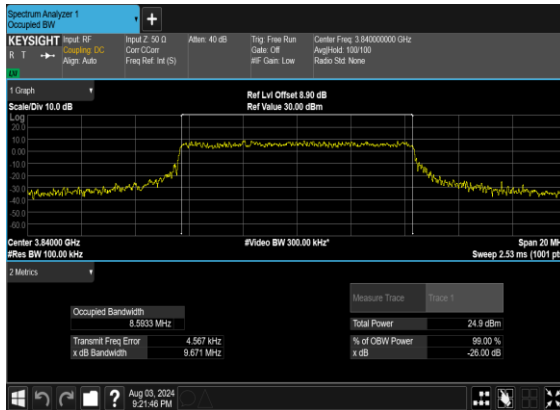 Spectrum Analyzer 1
Occupied BW
KEYSIGHT
R T
LXI
Input: RF
Coupling: DC
Align: Auto
Input Z: 50 Ω
Corr CCorr
Freq Ref: Int (S)
Atten: 40 dB
Trig: Free Run
Gate: Off
#IF Gain: Low
Center Freq: 3.840000000 GHz
Avg|Hold: 100/100
Radio Std: None
1 Graph
Scale/Div 10.0 dB
Ref Lvl Offset 8.90 dB
Ref Value 30.00 dBm
Log
20.0
10.0
0.00
-10.0
-20.0
-30.0
-40.0
-50.0
-60.0
Center 3.84000 GHz
#Res BW 100.00 kHz
#Video BW 300.00 kHz*
Span 20 MH
Sweep 2.53 ms (1001 pt
2 Metrics
Occupied Bandwidth
8.5933 MHz
Transmit Freq Error 4.567 kHz
x dB Bandwidth 9.671 MHz
Measure Trace Trace 1
Total Power 24.9 dBm
% of OBW Power 99.00 %
x dB -26.00 dB
Aug 03, 2024
9:21:46 PM